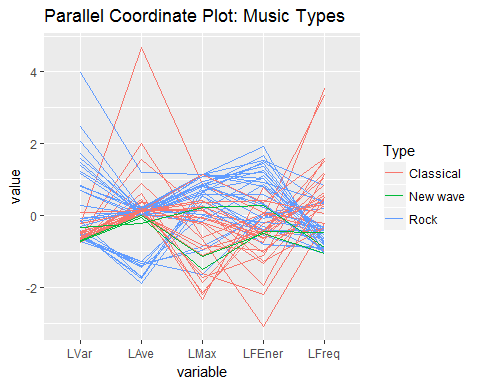 Parallel Coordinate Plot: Music Types
value
4
2
0
-2
LVar LAve LMax LFEner LFreq
variable
Type
Classical
New wave
Rock